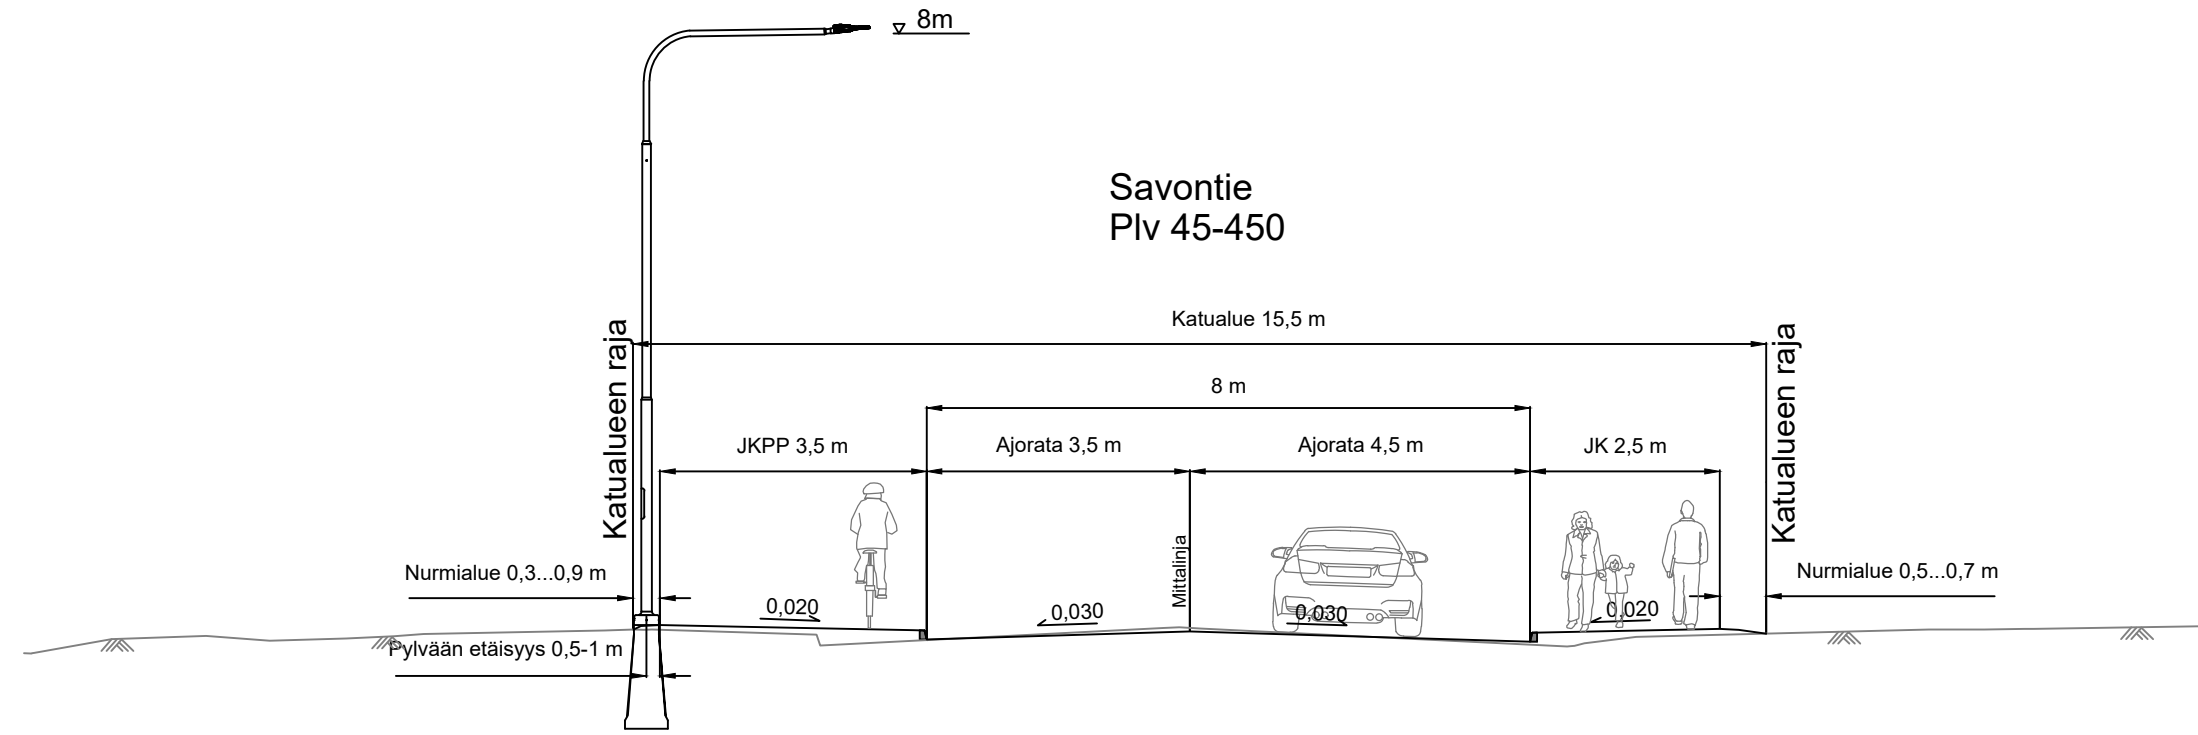 8m
Savontie
Plv 45-450
Katualue 15,5 m
Katualueen raja
Katualueen raja
8 m
JKPP 3,5 m
Ajorata 3,5 m
Ajorata 4,5 m
JK 2,5 m
Mittalinja
Nurmialue 0,3...0,9 m
Nurmialue 0,5...0,7 m
0,020
0,030
0,030
0,020
Pylvään etäisyys 0,5-1 m